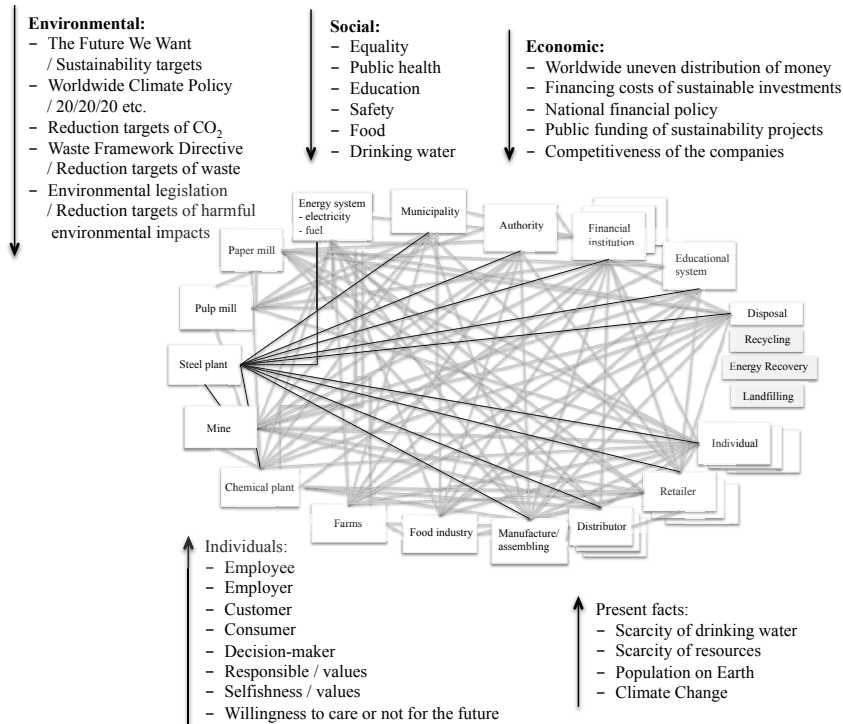 Environmental:
– The Future We Want
/ Sustainability targets
– Worldwide Climate Policy
/ 20/20/20 etc.
– Reduction targets of CO₂
– Waste Framework Directive
/ Reduction targets of waste
– Environmental legislation
/ Reduction targets of harmful
environmental impacts
Social:
– Equality
– Public health
– Education
– Safety
– Food
– Drinking water
Economic:
– Worldwide uneven distribution of money
– Financing costs of sustainable investments
– National financial policy
– Public funding of sustainability projects
– Competitiveness of the companies
Energy system
- electricity
- fuel
Municipality
Authority
Financial
institution
Educational
system
Paper mill
Pulp mill
Steel plant
Mine
Chemical plant
Farms
Food industry
Manufacture/
assembling
Distributor
Retailer
Individual
Disposal
Recycling
Energy Recovery
Landfilling
Individuals:
– Employee
– Employer
– Customer
– Consumer
– Decision-maker
– Responsible / values
– Selfishness / values
– Willingness to care or not for the future
Present facts:
– Scarcity of drinking water
– Scarcity of resources
– Population on Earth
– Climate Change